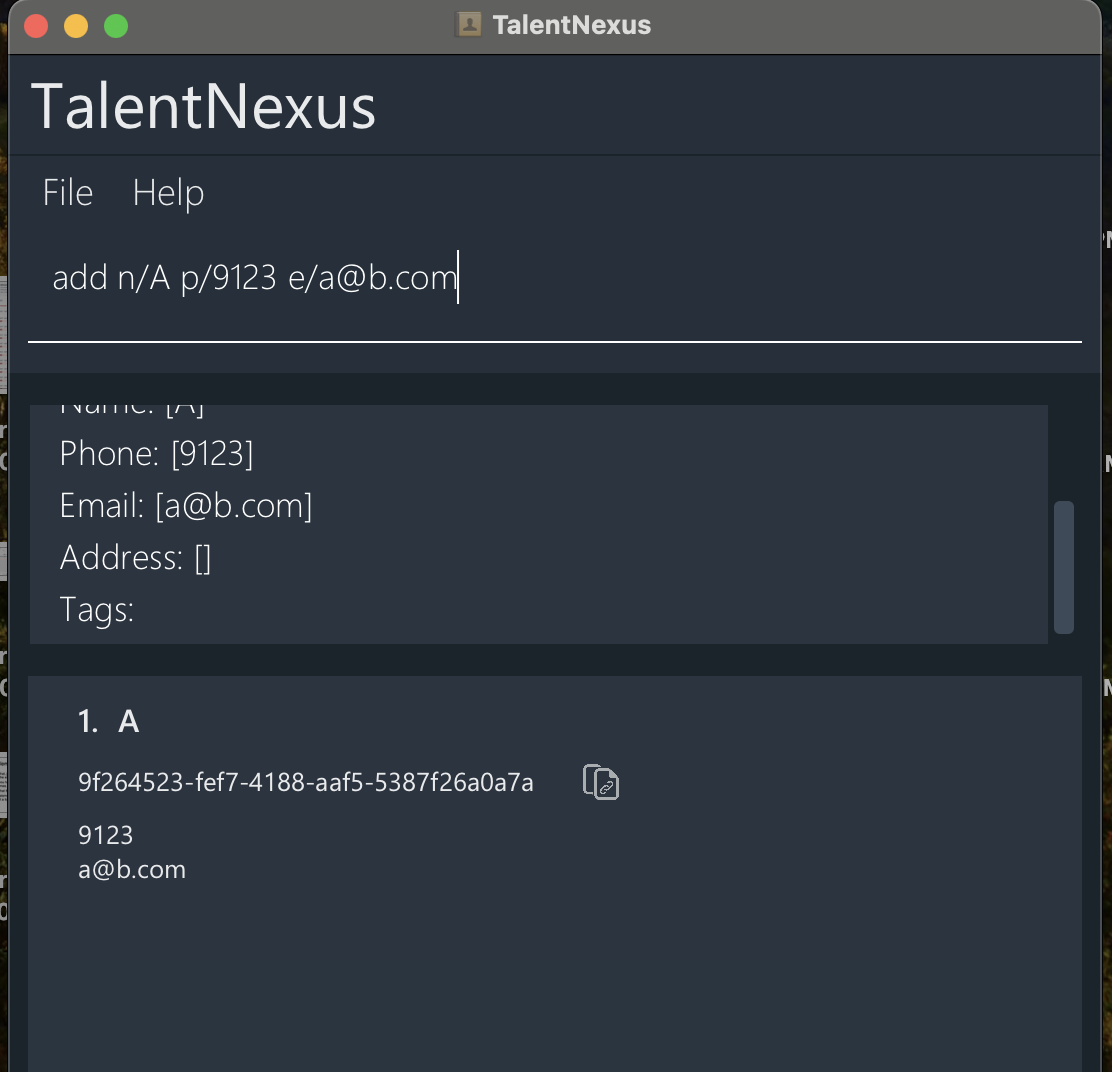 TalentNexus
TalentNexus
File Help
add n/A p/9123 e/a@b.com
Name: [A]
Phone: [9123]
Email: [a@b.com]
Address: []
Tags:
1. A
9f264523-fef7-4188-aaf5-5387f26a0a7a
9123
a@b.com